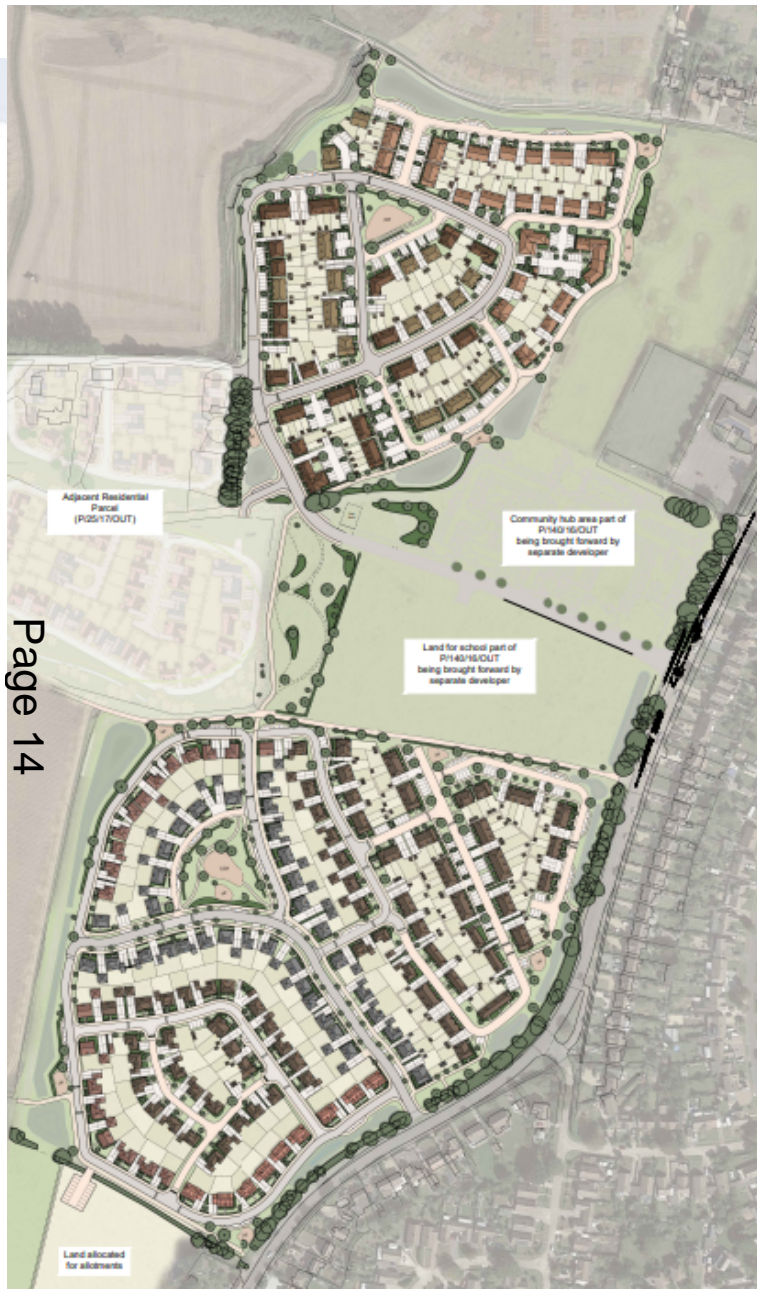 Adjacent Residential
Parcel
(P/25/17/OUT)
Community hub area part of
P/140/16/OUT
being brought forward by
separate developer
Land for school part of
P/140/16/OUT
being brought forward by
separate developer
Page 14
Land allocated
for allotments